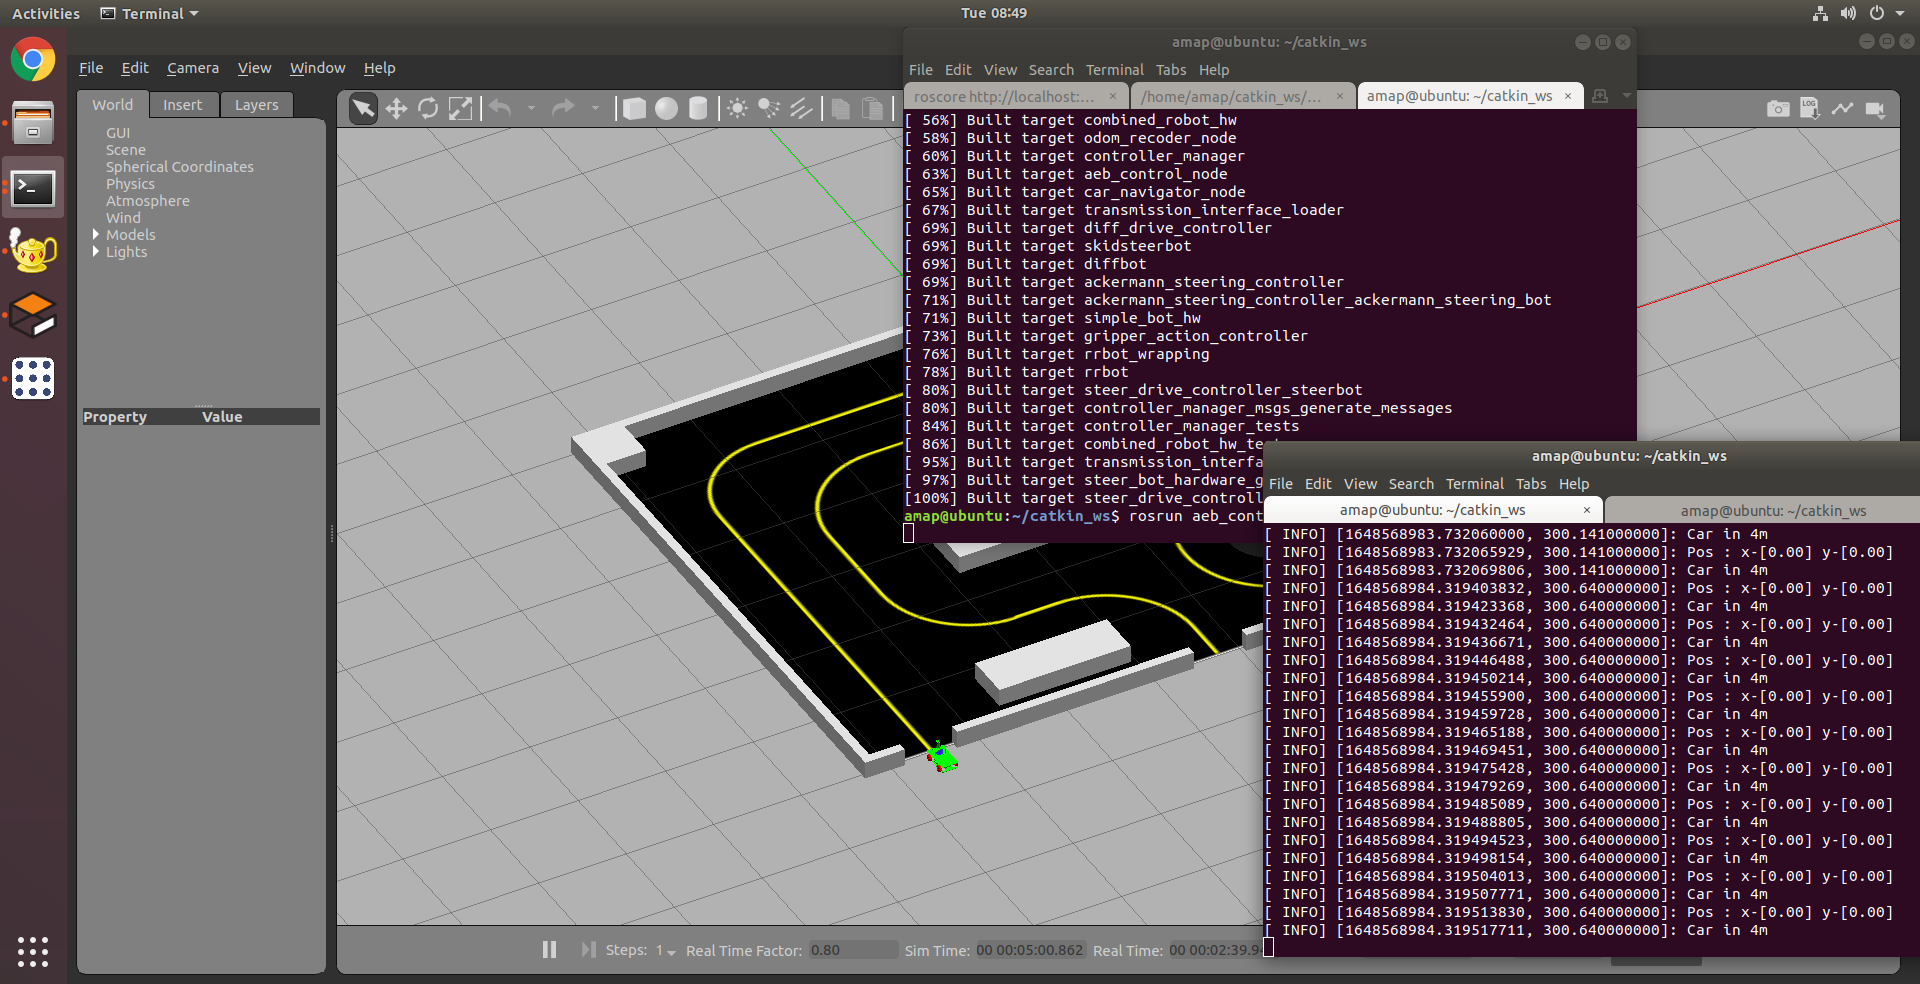 Activities Terminal Tue 08:49
File Edit Camera View Window Help
World Insert Layers
GUI
Scene
Spherical Coordinates
Physics
Atmosphere
Wind
Models
Lights
Property Value
LOG
Steps: 1 Real Time Factor: 0.80 Sim Time: 00 00:05:00.862 Real Time: 00 00:02:39.9
amap@ubuntu: ~/catkin_ws
File Edit View Search Terminal Tabs Help
roscore http://localhost:... × /home/amap/catkin_ws/... × amap@ubuntu: ~/catkin_ws ×
[ 56%] Built target combined_robot_hw
[ 58%] Built target odom_recoder_node
[ 60%] Built target controller_manager
[ 63%] Built target aeb_control_node
[ 65%] Built target car_navigator_node
[ 67%] Built target transmission_interface_loader
[ 69%] Built target diff_drive_controller
[ 69%] Built target skidsteerbot
[ 69%] Built target diffbot
[ 69%] Built target ackermann_steering_controller
[ 71%] Built target ackermann_steering_controller_ackermann_steering_bot
[ 71%] Built target simple_bot_hw
[ 73%] Built target gripper_action_controller
[ 76%] Built target rrbot_wrapping
[ 78%] Built target rrbot
[ 80%] Built target steer_drive_controller_steerbot
[ 80%] Built target controller_manager_msgs_generate_messages
[ 84%] Built target controller_manager_tests
[ 86%] Built target combined_robot_hw_te
[ 95%] Built target transmission_interfa
[ 97%] Built target steer_bot_hardware_g
[100%] Built target steer_drive_controll
amap@ubuntu:~/catkin_ws$ rosrun aeb_cont
amap@ubuntu: ~/catkin_ws
File Edit View Search Terminal Tabs Help
amap@ubuntu: ~/catkin_ws × amap@ubuntu: ~/catkin_ws
[ INFO] [1648568983.732060000, 300.141000000]: Car in 4m
[ INFO] [1648568983.732065929, 300.141000000]: Pos : x-[0.00] y-[0.00]
[ INFO] [1648568983.732069806, 300.141000000]: Car in 4m
[ INFO] [1648568984.319403832, 300.640000000]: Pos : x-[0.00] y-[0.00]
[ INFO] [1648568984.319423368, 300.640000000]: Car in 4m
[ INFO] [1648568984.319432464, 300.640000000]: Pos : x-[0.00] y-[0.00]
[ INFO] [1648568984.319436671, 300.640000000]: Car in 4m
[ INFO] [1648568984.319446488, 300.640000000]: Pos : x-[0.00] y-[0.00]
[ INFO] [1648568984.319450214, 300.640000000]: Car in 4m
[ INFO] [1648568984.319455900, 300.640000000]: Pos : x-[0.00] y-[0.00]
[ INFO] [1648568984.319459728, 300.640000000]: Car in 4m
[ INFO] [1648568984.319465188, 300.640000000]: Pos : x-[0.00] y-[0.00]
[ INFO] [1648568984.319469451, 300.640000000]: Car in 4m
[ INFO] [1648568984.319475428, 300.640000000]: Pos : x-[0.00] y-[0.00]
[ INFO] [1648568984.319479269, 300.640000000]: Car in 4m
[ INFO] [1648568984.319485089, 300.640000000]: Pos : x-[0.00] y-[0.00]
[ INFO] [1648568984.319488805, 300.640000000]: Car in 4m
[ INFO] [1648568984.319494523, 300.640000000]: Pos : x-[0.00] y-[0.00]
[ INFO] [1648568984.319498154, 300.640000000]: Car in 4m
[ INFO] [1648568984.319504013, 300.640000000]: Pos : x-[0.00] y-[0.00]
[ INFO] [1648568984.319507771, 300.640000000]: Car in 4m
[ INFO] [1648568984.319513830, 300.640000000]: Pos : x-[0.00] y-[0.00]
[ INFO] [1648568984.319517711, 300.640000000]: Car in 4m